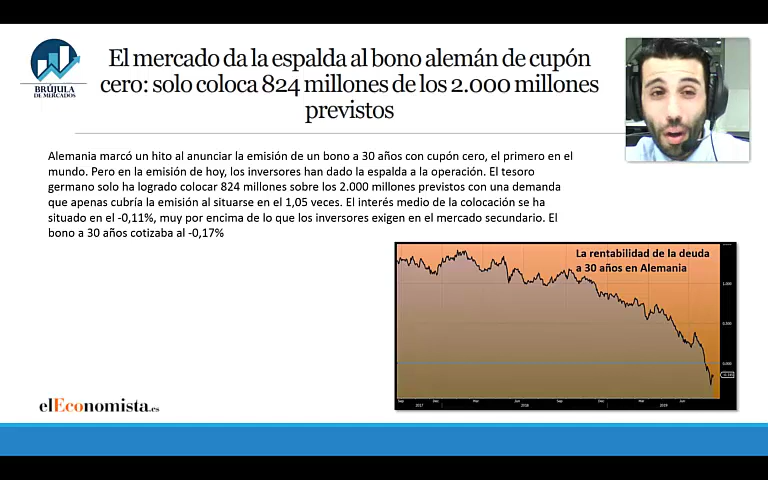 BRÚJULA
DE MERCADOS
El mercado da la espalda al bono alemán de cupón
cero: solo coloca 824 millones de los 2.000 millones
previstos
Alemania marcó un hito al anunciar la emisión de un bono a 30 años con cupón cero, el primero en el
mundo. Pero en la emisión de hoy, los inversores han dado la espalda a la operación. El tesoro
germano solo ha logrado colocar 824 millones sobre los 2.000 millones previstos con una demanda
que apenas cubría la emisión al situarse en el 1,05 veces. El interés medio de la colocación se ha
situado en el -0,11%, muy por encima de lo que los inversores exigen en el mercado secundario. El
bono a 30 años cotizaba al -0,17%
La rentabilidad de la deuda
a 30 años en Alemania
1,000
0,500
0,000
2017 2018 2019
elEconomista.es